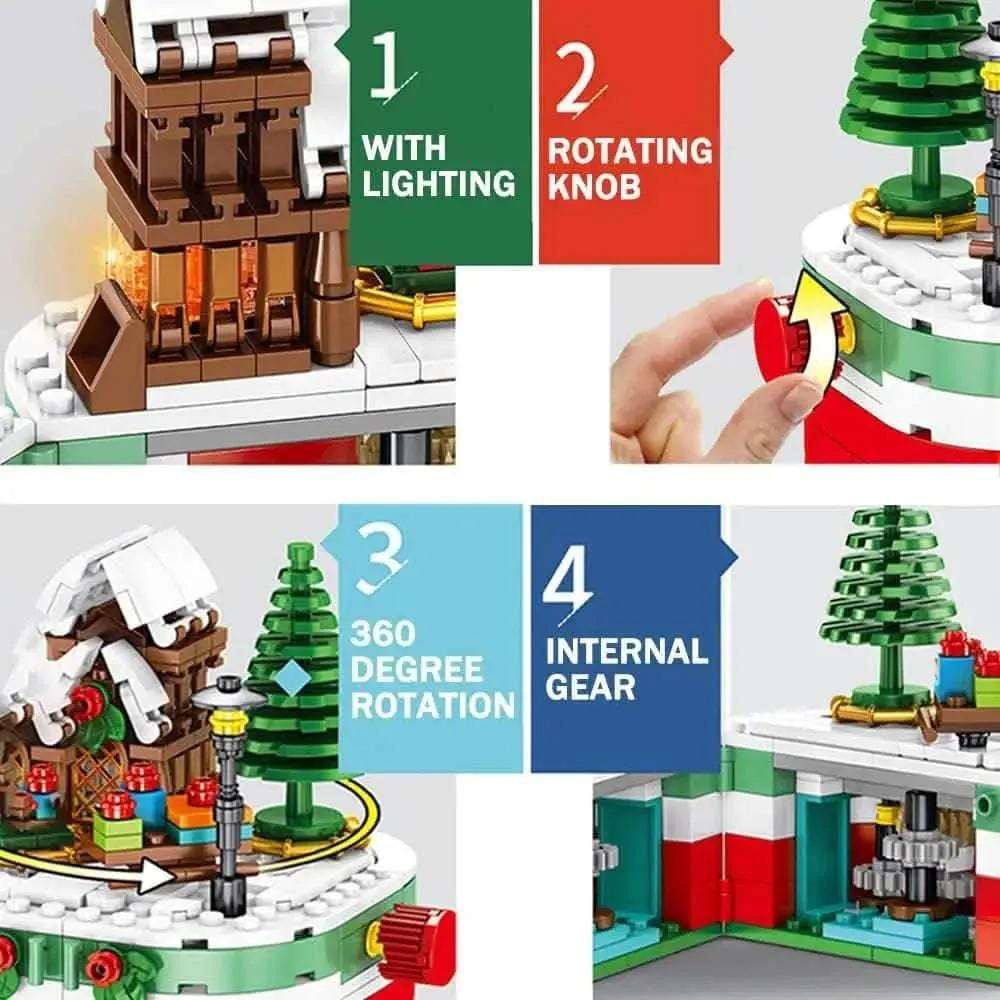 1
WITH
LIGHTING
2
ROTATING
KNOB
3
360
DEGREE
ROTATION
4
INTERNAL
GEAR